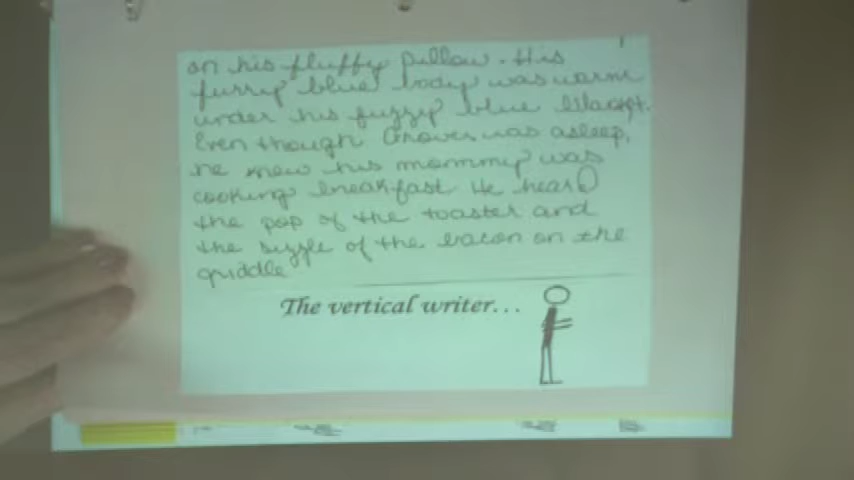 on his fluffy pillow. His
furry blue body was warm
under his fuzzy blue blanket.
Even though Grover was asleep,
he knew his mommy was
cooking breakfast He heard
the pop of the toaster and
the sizzle of the bacon on the
griddle
The vertical writer...